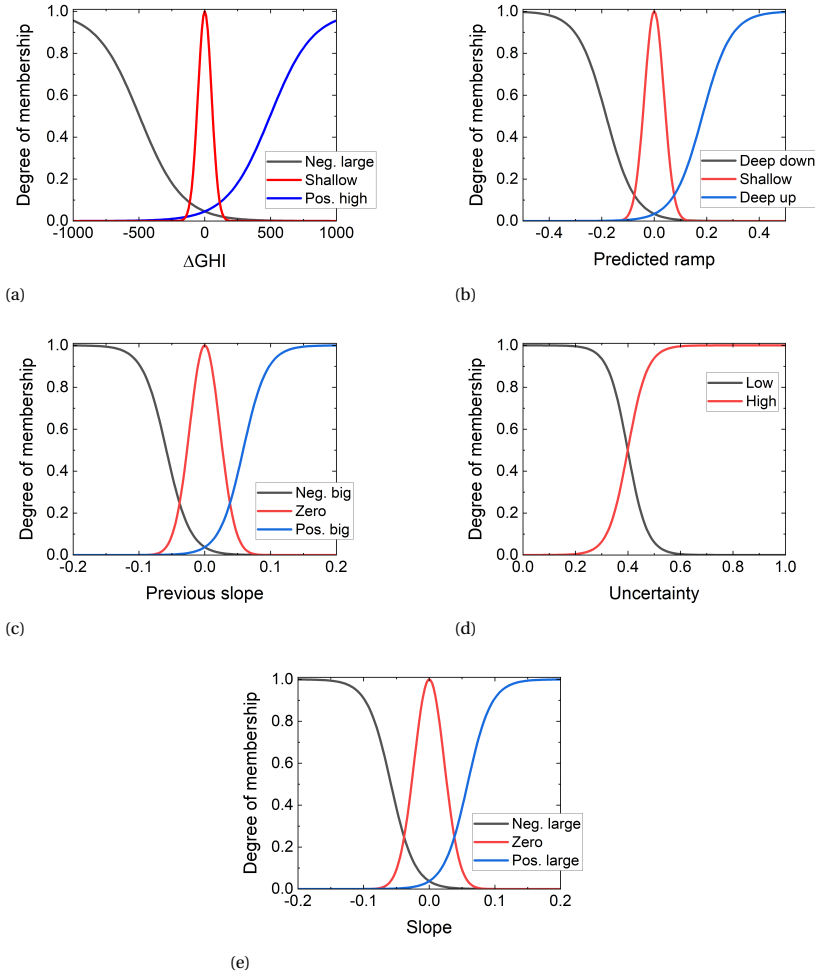 Degree of membership
1.0
0.8
0.6
0.4
0.2
0.0
-1000
-500
0
500
1000
Neg. large
Shallow
Pos. high
ΔGHI
(a)
Degree of membership
1.0
0.8
0.6
0.4
0.2
0.0
-0.4
-0.2
0.0
0.2
0.4
Deep down
Shallow
Deep up
Predicted ramp
(b)
Degree of membership
1.0
0.8
0.6
0.4
0.2
0.0
-0.2
-0.1
0.0
0.1
0.2
Neg. big
Zero
Pos. big
Previous slope
(c)
Degree of membership
1.0
0.8
0.6
0.4
0.2
0.0
0.0
0.2
0.4
0.6
0.8
1.0
Low
High
Uncertainty
(d)
Degree of membership
1.0
0.8
0.6
0.4
0.2
0.0
-0.2
-0.1
0.0
0.1
0.2
Neg. large
Zero
Pos. large
Slope
(e)